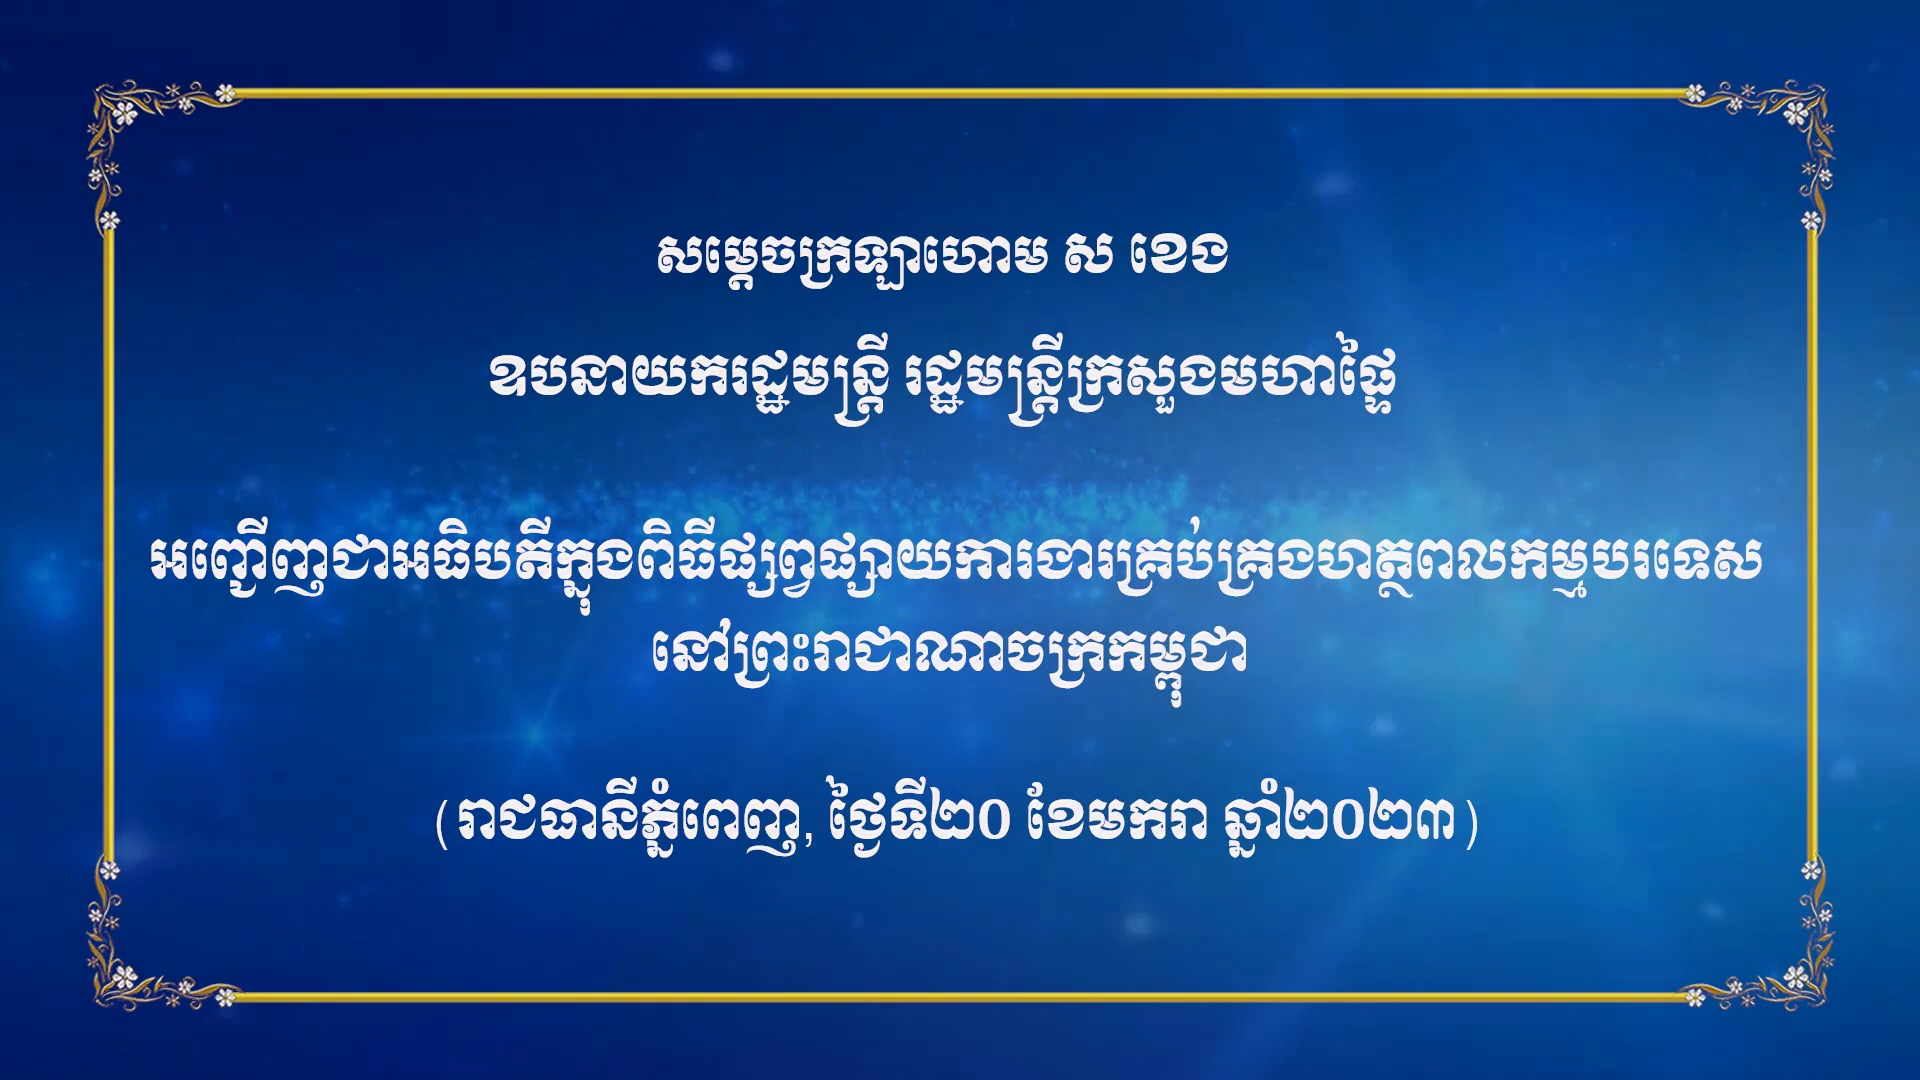 សម្ដេចក្រឡាហោម ស ខេង
ឧបនាយករដ្ឋមន្ត្រី រដ្ឋមន្ត្រីក្រសួងមហាផ្ទៃ
អញ្ជើញជាអធិបតីក្នុងពិធីផ្សព្វផ្សាយការងារគ្រប់គ្រងហត្ថពលកម្មបរទេស
នៅព្រះរាជាណាចក្រកម្ពុជា
(រាជធានីភ្នំពេញ, ថ្ងៃទី២០ ខែមករា ឆ្នាំ២០២៣)